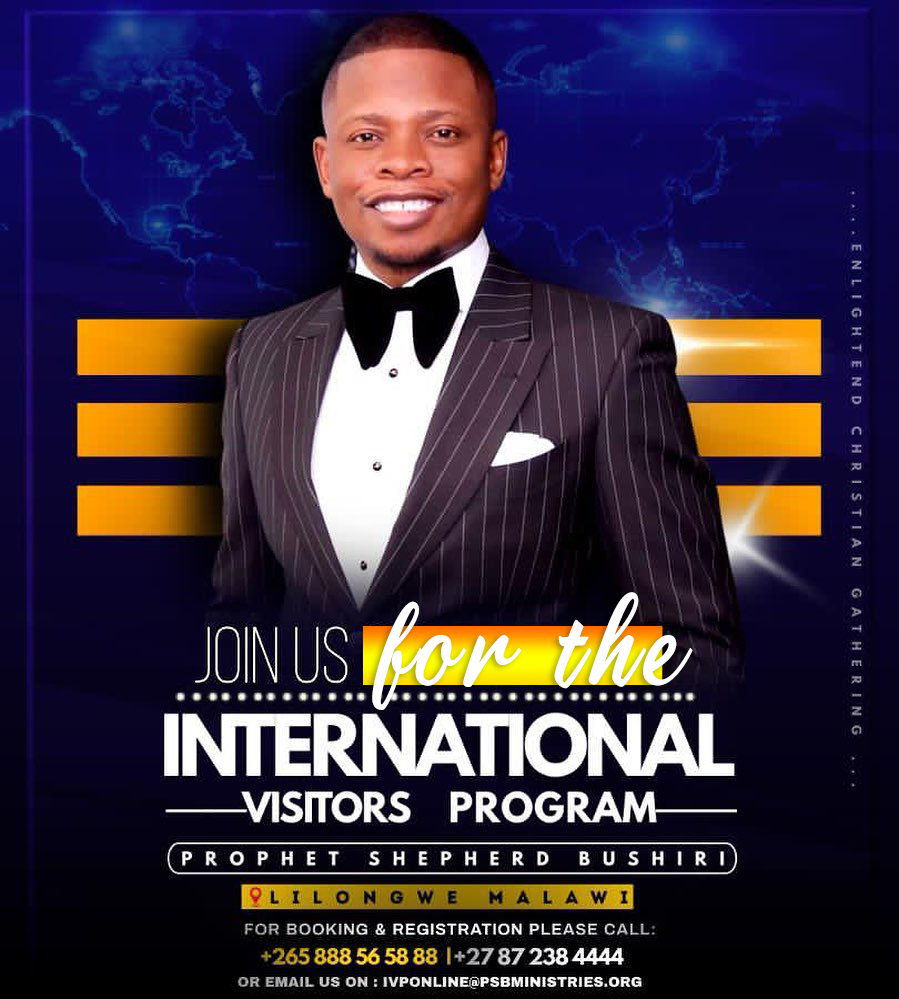 JOIN US for the
INTERNATIONAL
VISITORS PROGRAM
PROPHET SHEPHERD BUSHIRI
LILONGWE MALAWI
FOR BOOKING & REGISTRATION PLEASE CALL:
+265 888 56 58 88 |+27 87 238 4444
OR EMAIL US ON : IVPONLINE@PSBMINISTRIES.ORG
....ENLIGHTEND CHRISTIAN GATHERING ...